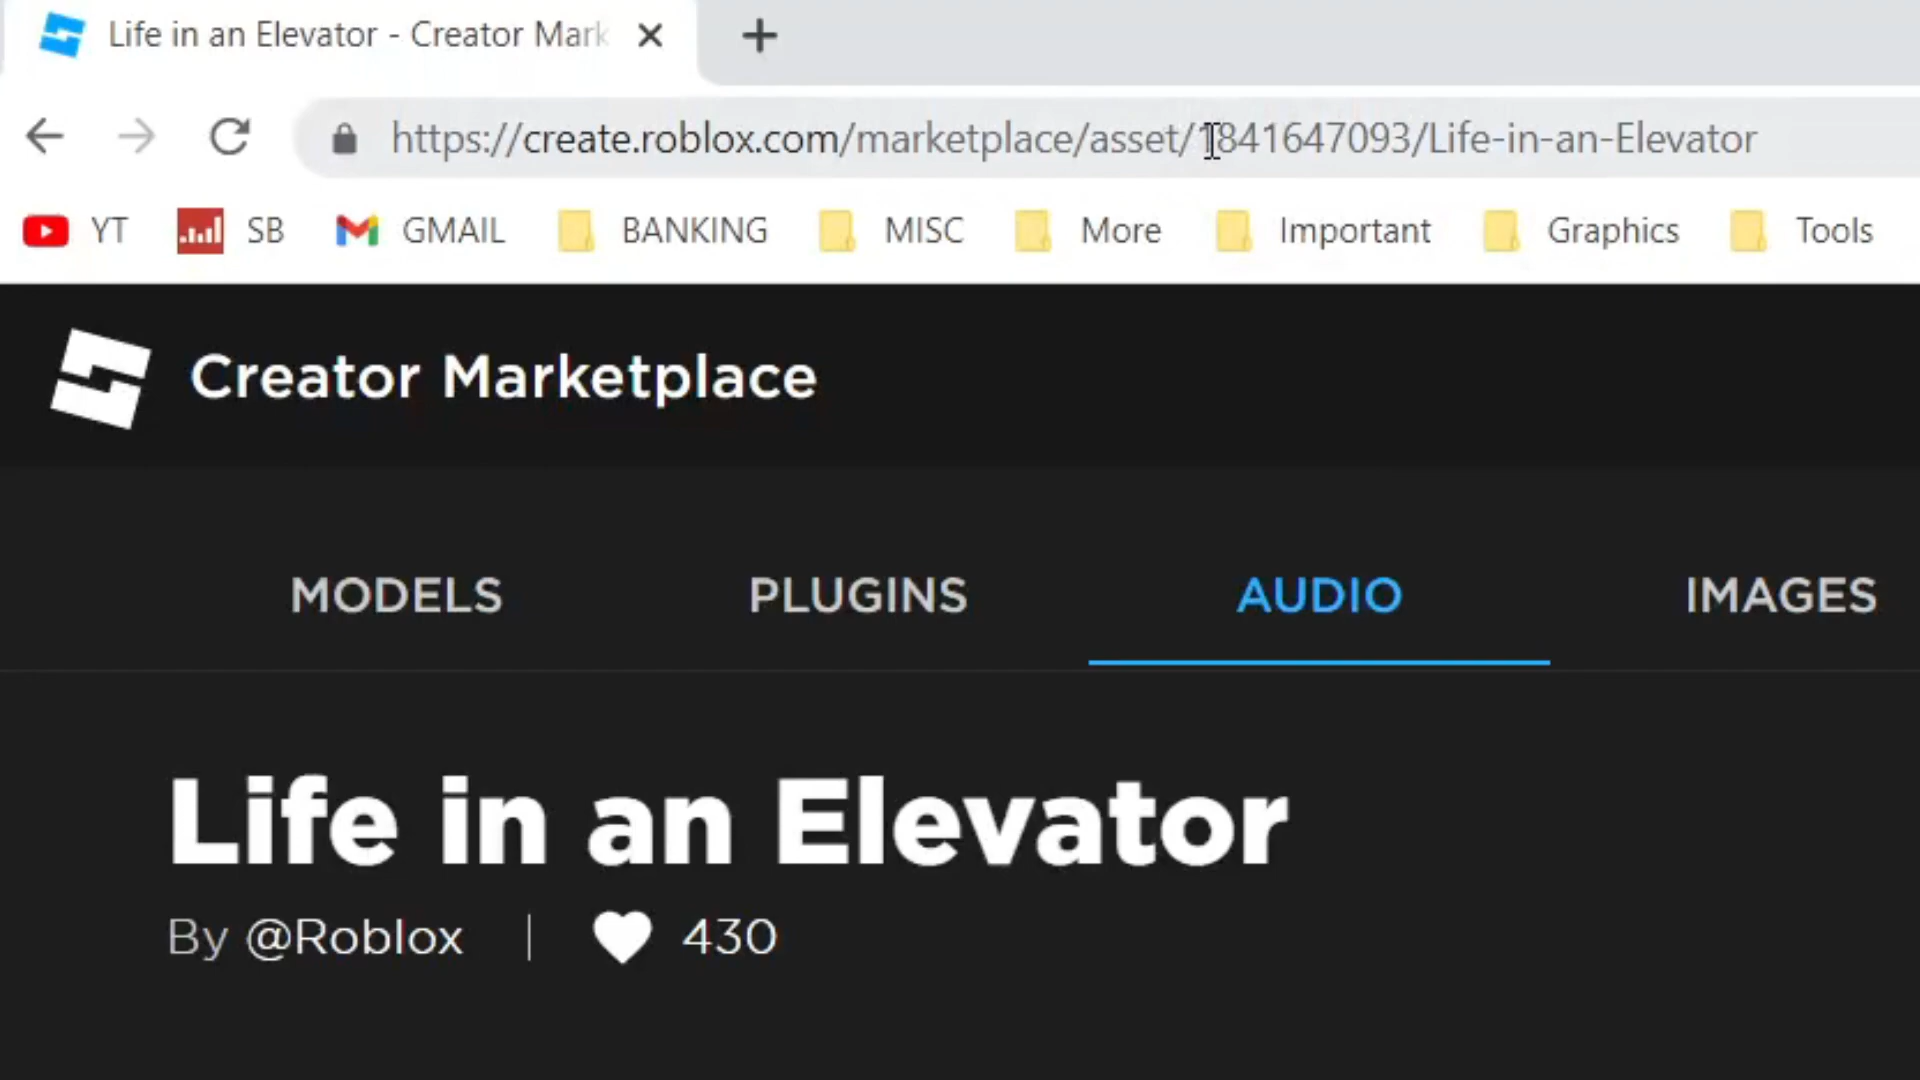 Life in an Elevator - Creator Mark
https://create.roblox.com/marketplace/asset/1841647093/Life-in-an-Elevator
YT SB GMAIL BANKING MISC More Important Graphics Tools
Creator Marketplace
MODELS PLUGINS AUDIO IMAGES
Life in an Elevator
By @Roblox | 430